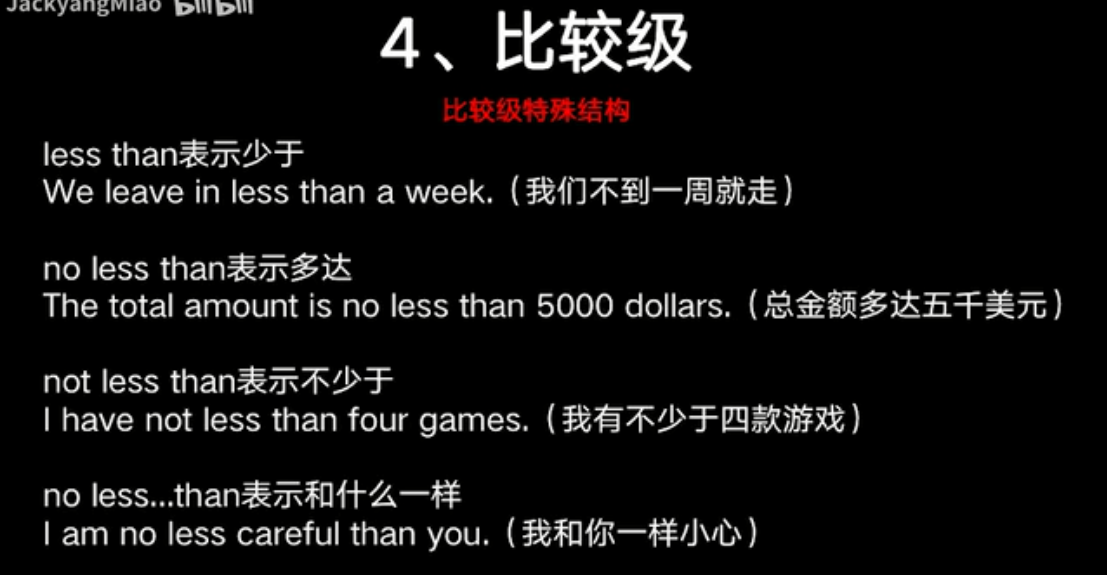 JackyangMiao bilibili
4、比较级
比较级特殊结构
less than表示少于
We leave in less than a week.（我们不到一周就走）
no less than表示多达
The total amount is no less than 5000 dollars.（总金额多达五千美元）
not less than表示不少于
I have not less than four games.（我有不少于四款游戏）
no less...than表示和什么一样
I am no less careful than you.（我和你一样小心）